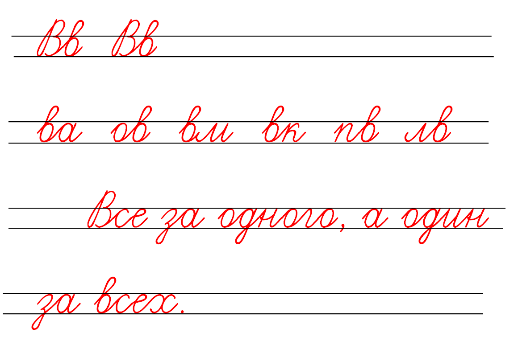 Вв Вв
ва ов вм вк пв лв
Все за одного, а один
за всех.